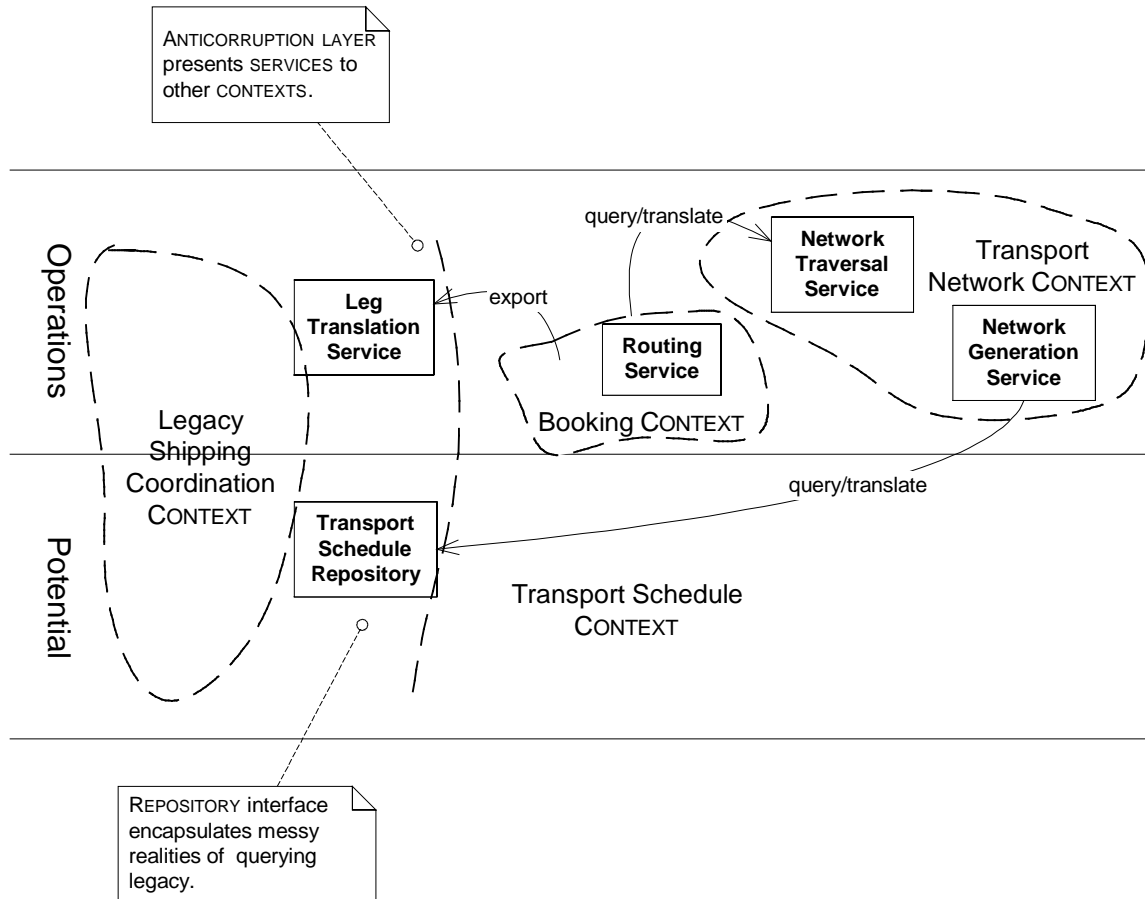 ANTICORRUPTION LAYER
presents SERVICES to
other CONTEXTS.
Operations
query/translate
Network
Traversal
Service
Transport
Network CONTEXT
Leg
Translation
Service
export
Routing
Service
Network
Generation
Service
Booking CONTEXT
Legacy
Shipping
Coordination
CONTEXT
query/translate
Potential
Transport
Schedule
Repository
Transport Schedule
CONTEXT
REPOSITORY interface
encapsulates messy
realities of  querying
legacy.